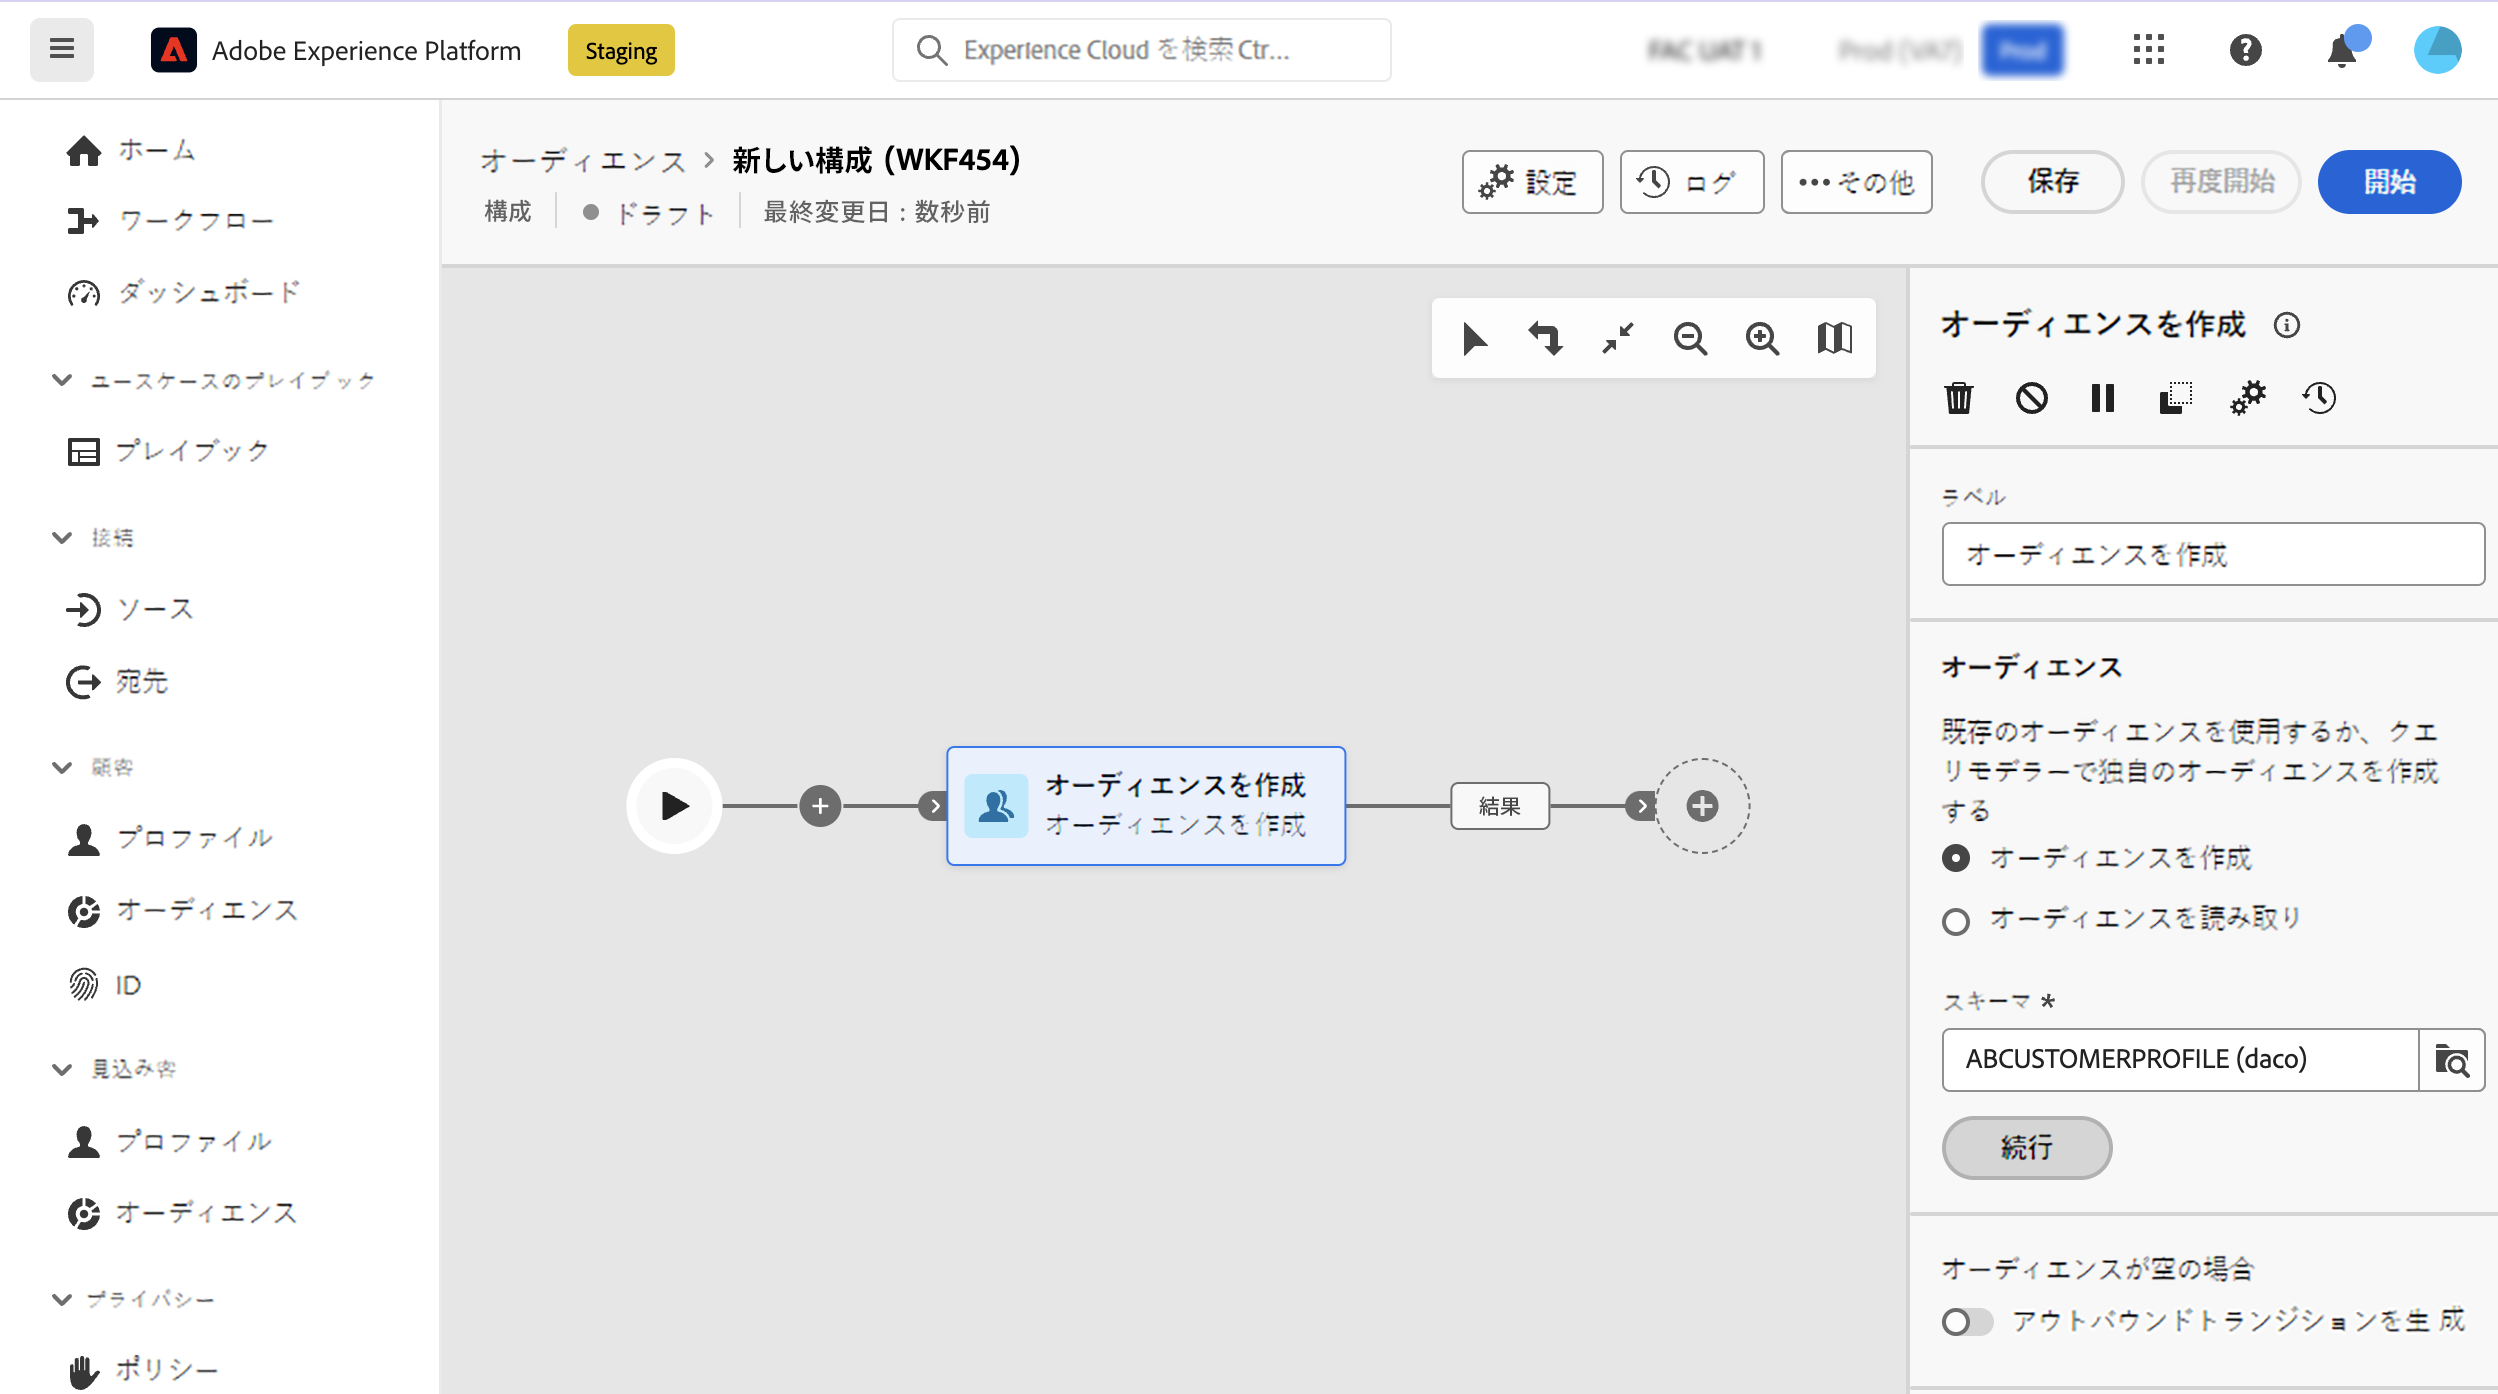 Adobe Experience Platform
Staging
Experience Cloud を検索 Ctr...
FAC UAT 1
Prod (VA7)
Prod
ホーム
ワークフロー
ダッシュボード
ユースケースのプレイブック
プレイブック
接続
ソース
宛先
顧客
プロファイル
オーディエンス
ID
見込み客
プロファイル
オーディエンス
プライバシー
ポリシー
オーディエンス > 新しい構成 (WKF454)
構成 ドラフト 最終変更日：数秒前
設定
ログ
••• その他
保存
再度開始
開始
オーディエンスを作成
オーディエンスを作成
結果
オーディエンスを作成
ラベル
オーディエンスを作成
オーディエンス
既存のオーディエンスを使用するか、クエ
リモデラーで独自のオーディエンスを作成
する
オーディエンスを作成
オーディエンスを読み取り
スキーマ *
ABCUSTOMERPROFILE (daco)
続行
オーディエンスが空の場合
アウトバウンドトランジションを生 成